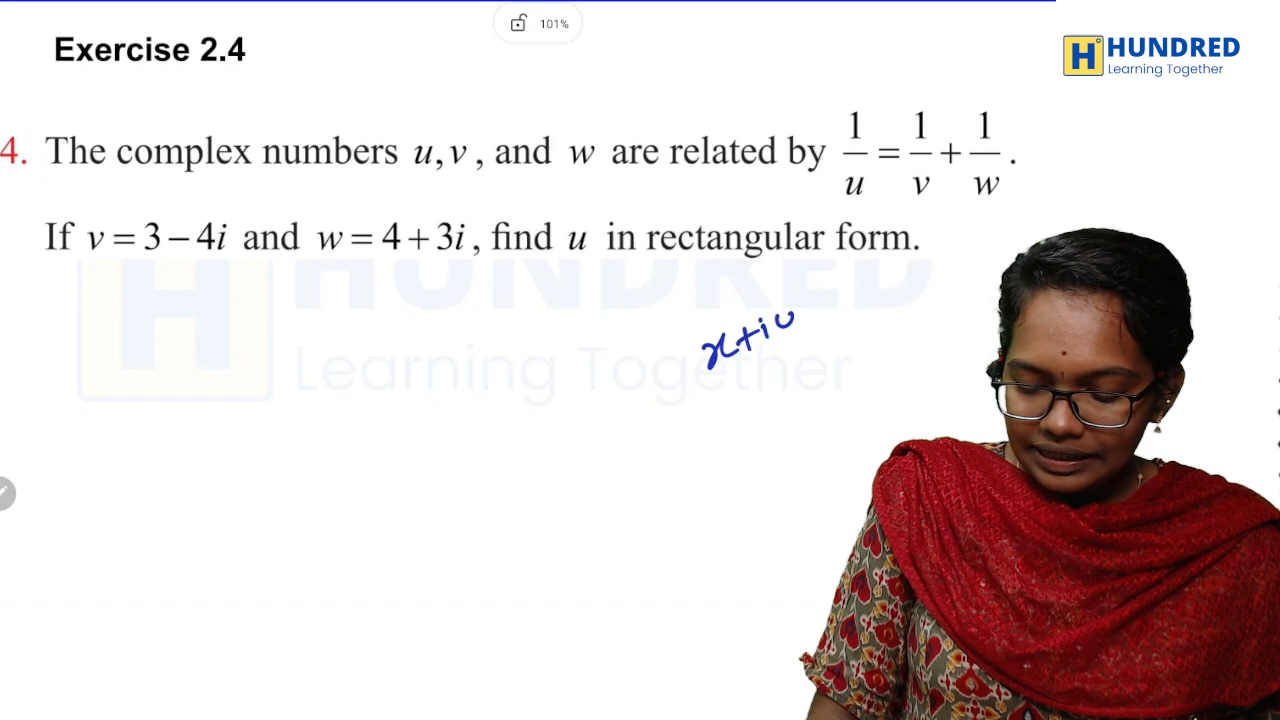 101%
Exercise 2.4
HUNDRED
Learning Together
4. The complex numbers u, v, and w are related by 1/u = 1/v + 1/w.
If v = 3 − 4i and w = 4 + 3i, find u in rectangular form.
HUNDRED
Learning Together
x+i